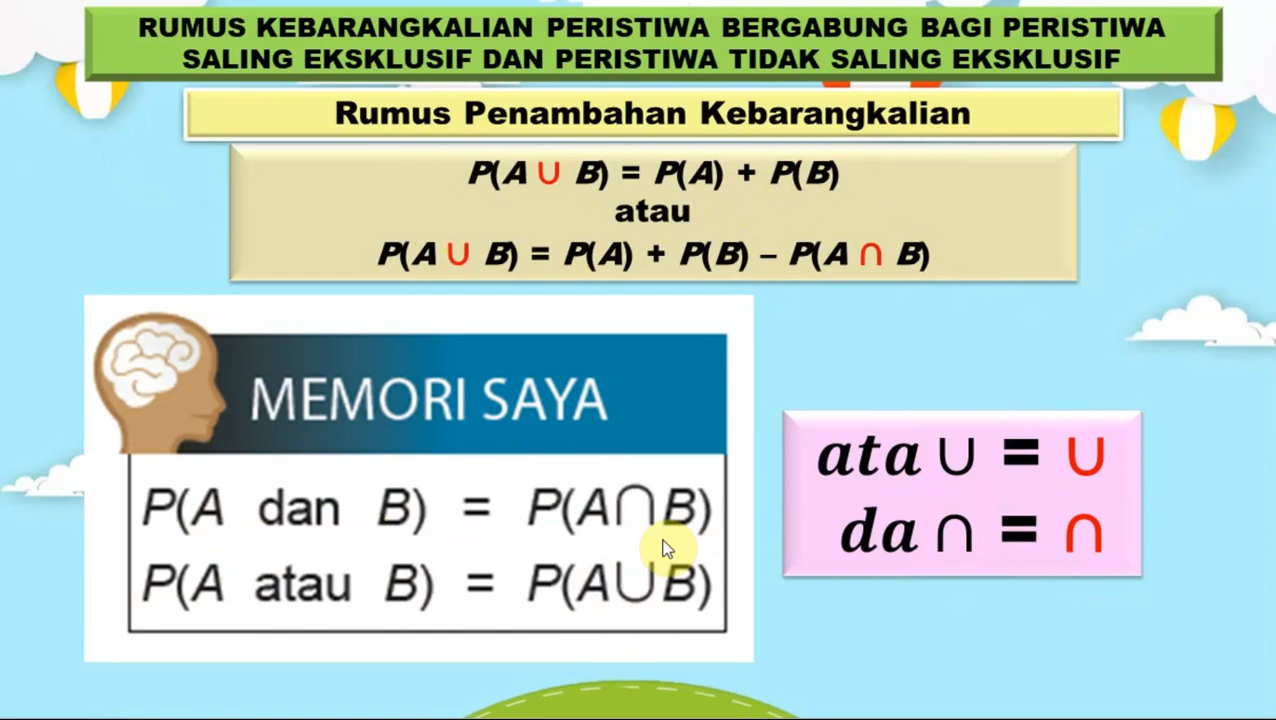 RUMUS KEBARANGKALIAN PERISTIWA BERGABUNG BAGI PERISTIWA
SALING EKSKLUSIF DAN PERISTIWA TIDAK SALING EKSKLUSIF
Rumus Penambahan Kebarangkalian
P(A ∪ B) = P(A) + P(B)
atau
P(A ∪ B) = P(A) + P(B) – P(A ∩ B)
MEMORI SAYA
P(A dan B) = P(A∩B)
P(A atau B) = P(A∪B)
ata ∪ = ∪
da ∩ = ∩